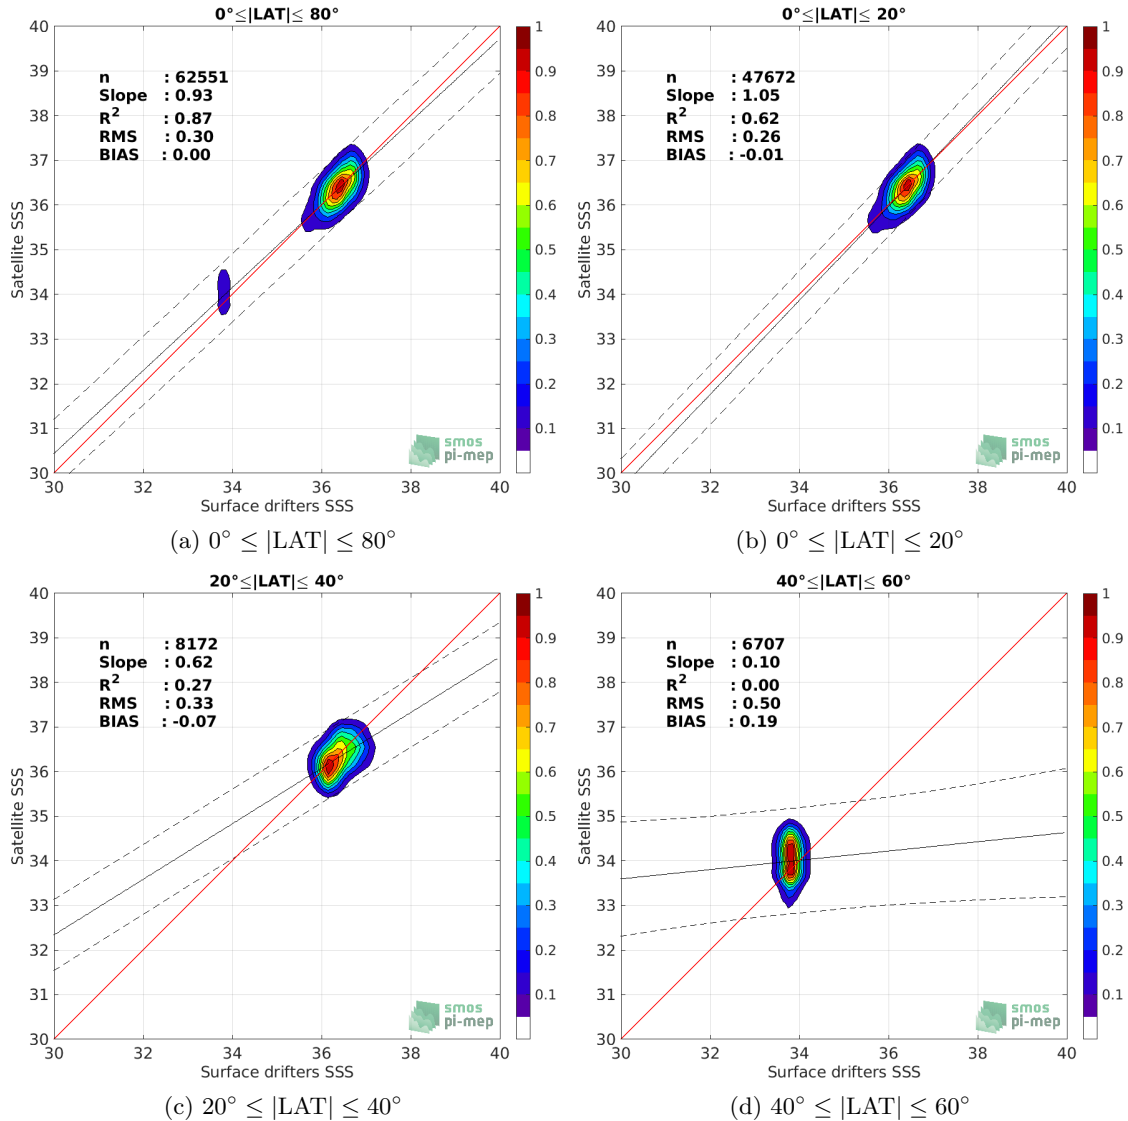 0°≤|LAT|≤ 80°
n : 62551
Slope : 0.93
R2 : 0.87
RMS : 0.30
BIAS : 0.00
40
39
38
37
36
35
34
33
32
31
30
30
32
34
36
38
40
Satellite SSS
Surface drifters SSS
smos
pi-mep
1
0.9
0.8
0.7
0.6
0.5
0.4
0.3
0.2
0.1
(a) 0° ≤ |LAT| ≤ 80°
0°≤|LAT|≤ 20°
n : 47672
Slope : 1.05
R2 : 0.62
RMS : 0.26
BIAS : -0.01
40
39
38
37
36
35
34
33
32
31
30
30
32
34
36
38
40
Satellite SSS
Surface drifters SSS
smos
pi-mep
1
0.9
0.8
0.7
0.6
0.5
0.4
0.3
0.2
0.1
(b) 0° ≤ |LAT| ≤ 20°
20°≤|LAT|≤ 40°
n : 8172
Slope : 0.62
R2 : 0.27
RMS : 0.33
BIAS : -0.07
40
39
38
37
36
35
34
33
32
31
30
30
32
34
36
38
40
Satellite SSS
Surface drifters SSS
smos
pi-mep
1
0.9
0.8
0.7
0.6
0.5
0.4
0.3
0.2
0.1
(c) 20° ≤ |LAT| ≤ 40°
40°≤|LAT|≤ 60°
n : 6707
Slope : 0.10
R2 : 0.00
RMS : 0.50
BIAS : 0.19
40
39
38
37
36
35
34
33
32
31
30
30
32
34
36
38
40
Satellite SSS
Surface drifters SSS
smos
pi-mep
1
0.9
0.8
0.7
0.6
0.5
0.4
0.3
0.2
0.1
(d) 40° ≤ |LAT| ≤ 60°